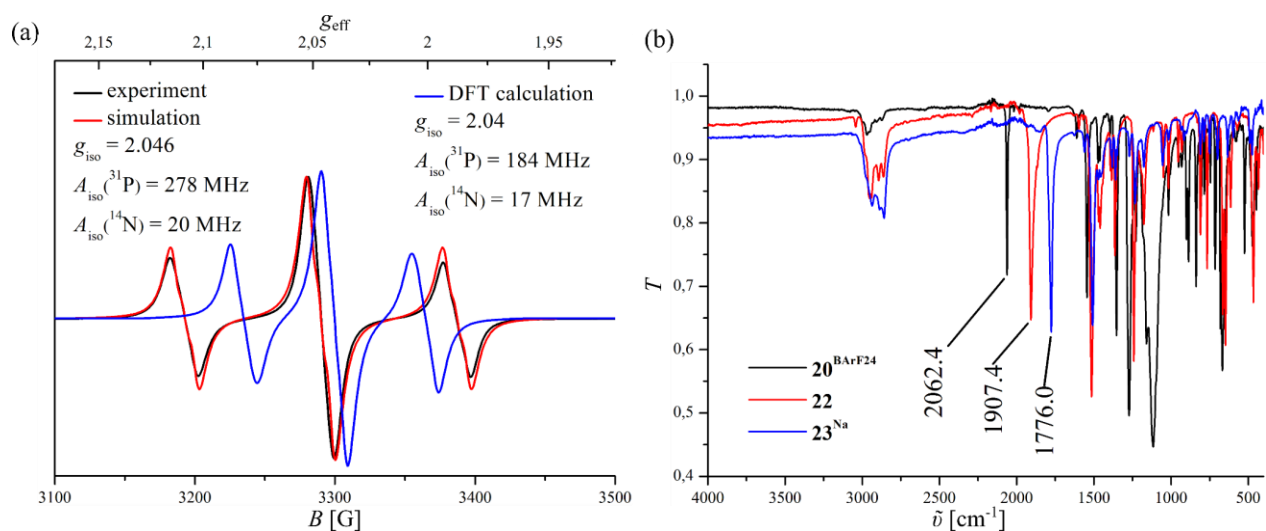 (a)
g_eff
2,15 2,1 2,05 2 1,95
experiment
simulation
g_iso = 2.046
A_iso(³¹P) = 278 MHz
A_iso(¹⁴N) = 20 MHz
DFT calculation
g_iso = 2.04
A_iso(³¹P) = 184 MHz
A_iso(¹⁴N) = 17 MHz
3100 3200 3300 3400 3500
B [G]
(b)
1,0
0,9
0,8
0,7
0,6
0,5
0,4
T
2062.4
1907.4
1776.0
20^BArF24
22
23^Na
4000 3500 3000 2500 2000 1500 1000 500
ṽ [cm⁻¹]